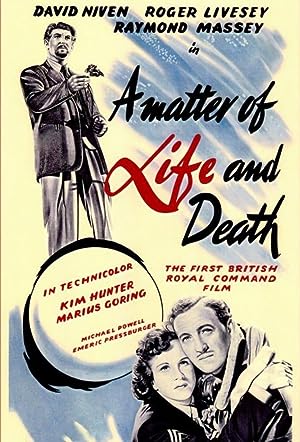 DAVID NIVEN ROGER LIVESEY
RAYMOND MASSEY
in
A matter of
Life and
Death
IN TECHNICOLOR
KIM HUNTER
MARIUS GORING
MICHAEL POWELL
EMERIC PRESSBURGER
THE FIRST BRITISH
ROYAL COMMAND
FILM